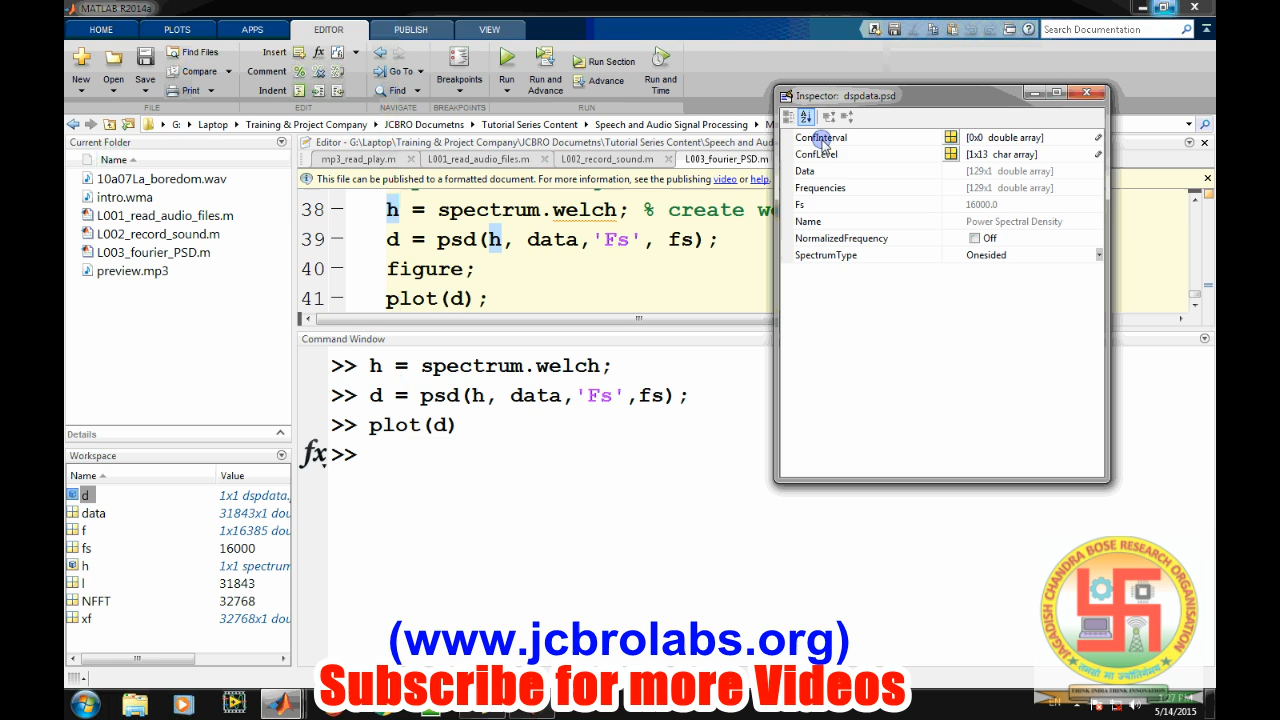 MATLAB R2014a
HOME PLOTS APPS EDITOR PUBLISH VIEW Search Documentation
New Open Save Find Files Compare Print Insert Comment Indent Go To Find Breakpoints Run Run and Advance Run Section Advance Run and Time
FILE EDIT NAVIGATE BREAKPOINTS RUN
G: Laptop Training & Project Company JCBRO Documetns Tutorial Series Content Speech and Audio Signal Processing
Current Folder
Name
10a07La_boredom.wav
intro.wma
L001_read_audio_files.m
L002_record_sound.m
L003_fourier_PSD.m
preview.mp3
Details
Workspace
Name Value
d 1x1 dspdata.
data 31843x1 dou
f 1x16385 dou
fs 16000
h 1x1 spectrum
l 31843
NFFT 32768
xf 32768x1 dou
Editor - G:\Laptop\Training & Project Company\JCBRO Documetns\Tutorial Series Content\Speech and Au
mp3_read_play.m L001_read_audio_files.m L002_record_sound.m L003_fourier_PSD.m
This file can be published to a formatted document. For more information, see the publishing video or help.
38 h = spectrum.welch; % create we
39 d = psd(h, data,'Fs', fs);
40 figure;
41 plot(d);
Command Window
>> h = spectrum.welch;
>> d = psd(h, data,'Fs',fs);
>> plot(d)
fx >>
Inspector: dspdata.psd
ConfInterval [0x0 double array]
ConfLevel [1x13 char array]
Data [129x1 double array]
Frequencies [129x1 double array]
Fs 16000.0
Name Power Spectral Density
NormalizedFrequency Off
SpectrumType Onesided
JAGADISH CHANDRA BOSE RESEARCH ORGANISATION
THINK INDIA THINK INNOVATION
(www.jcbrolabs.org)
Subscribe for more Videos
EN
5/14/2015